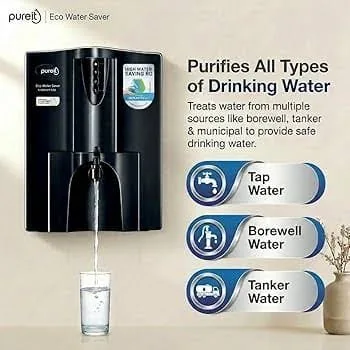 pureit | Eco Water Saver
Purifies All Types
of Drinking Water
Treats water from multiple
sources like borewell, tanker
& municipal to provide safe
drinking water.
pureit
Eco Water Saver
HIGH WATER
SAVING RO
Tap
Water
Borewell
Water
Tanker
Water